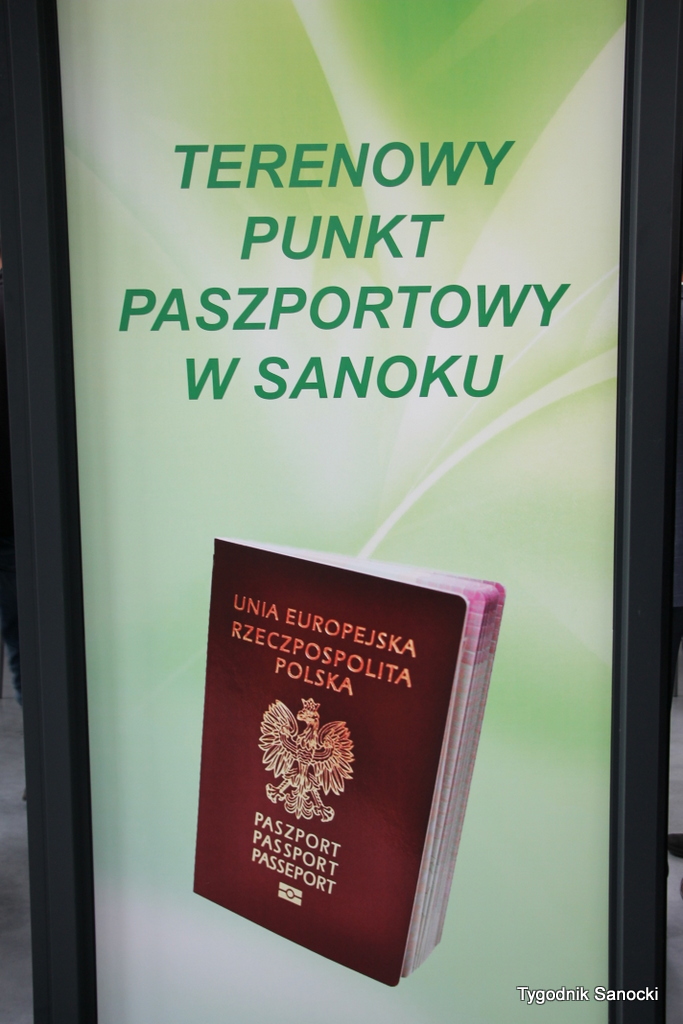 TERENOWY
PUNKT
PASZPORTOWY
W SANOKU
UNIA EUROPEJSKA
RZECZPOSPOLITA
POLSKA
PASZPORT
PASSPORT
PASSEPORT
Tygodnik Sanocki